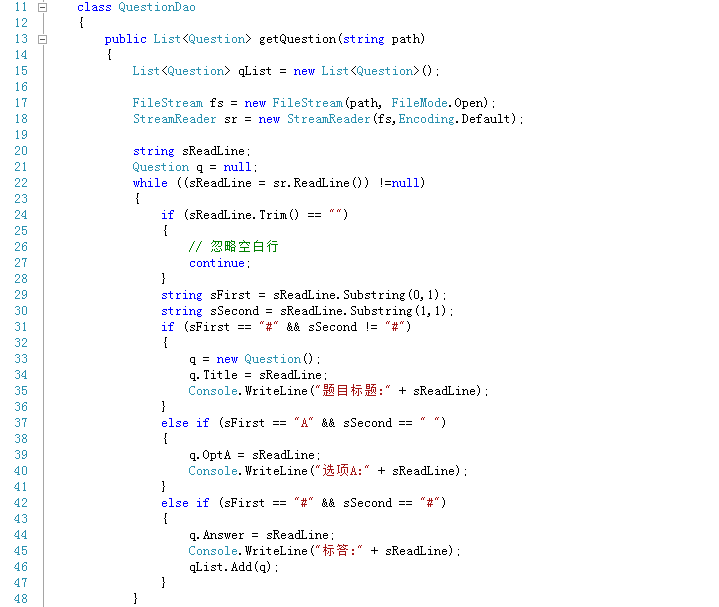 11 class QuestionDao
12 {
13 public List<Question> getQuestion(string path)
14 {
15 List<Question> qList = new List<Question>();
16
17 FileStream fs = new FileStream(path, FileMode.Open);
18 StreamReader sr = new StreamReader(fs,Encoding.Default);
19
20 string sReadLine;
21 Question q = null;
22 while ((sReadLine = sr.ReadLine()) !=null)
23 {
24 if (sReadLine.Trim() == "")
25 {
26 // 忽略空白行
27 continue;
28 }
29 string sFirst = sReadLine.Substring(0,1);
30 string sSecond = sReadLine.Substring(1,1);
31 if (sFirst == "#" && sSecond != "#")
32 {
33 q = new Question();
34 q.Title = sReadLine;
35 Console.WriteLine("题目标题:" + sReadLine);
36 }
37 else if (sFirst == "A" && sSecond == " ")
38 {
39 q.OptA = sReadLine;
40 Console.WriteLine("选项A:" + sReadLine);
41 }
42 else if (sFirst == "#" && sSecond == "#")
43 {
44 q.Answer = sReadLine;
45 Console.WriteLine("标答:" + sReadLine);
46 qList.Add(q);
47 }
48 }